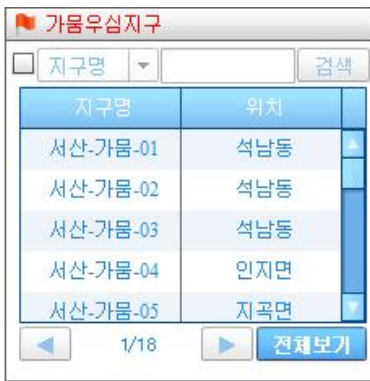 가뭄우심지구
지구명 검색
지구명 위치
서산-가뭄-01 석남동
서산-가뭄-02 석남동
서산-가뭄-03 석남동
서산-가뭄-04 인지면
서산-가뭄-05 지곡면
1/18 전체보기